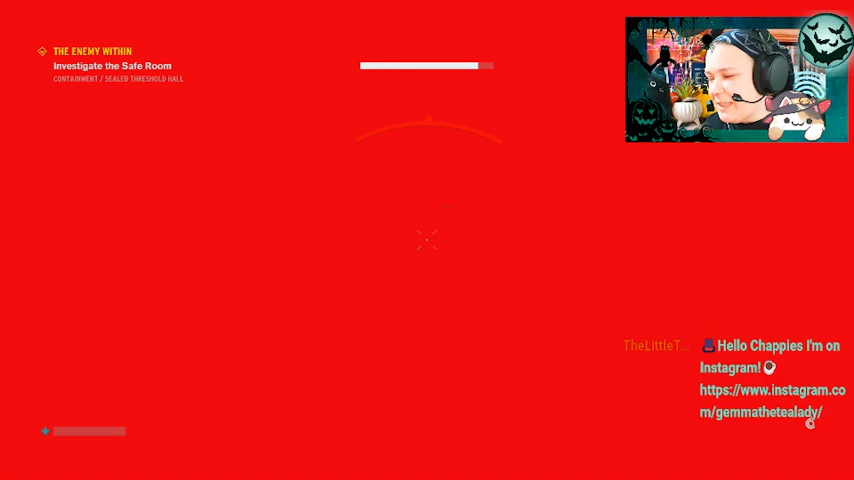 THE ENEMY WITHIN
Investigate the Safe Room
CONTAINMENT / SEALED THRESHOLD HALL
TheLittleT... Hello Chappies I'm on
Instagram!
https://www.instagram.co
m/gemmathetealady/